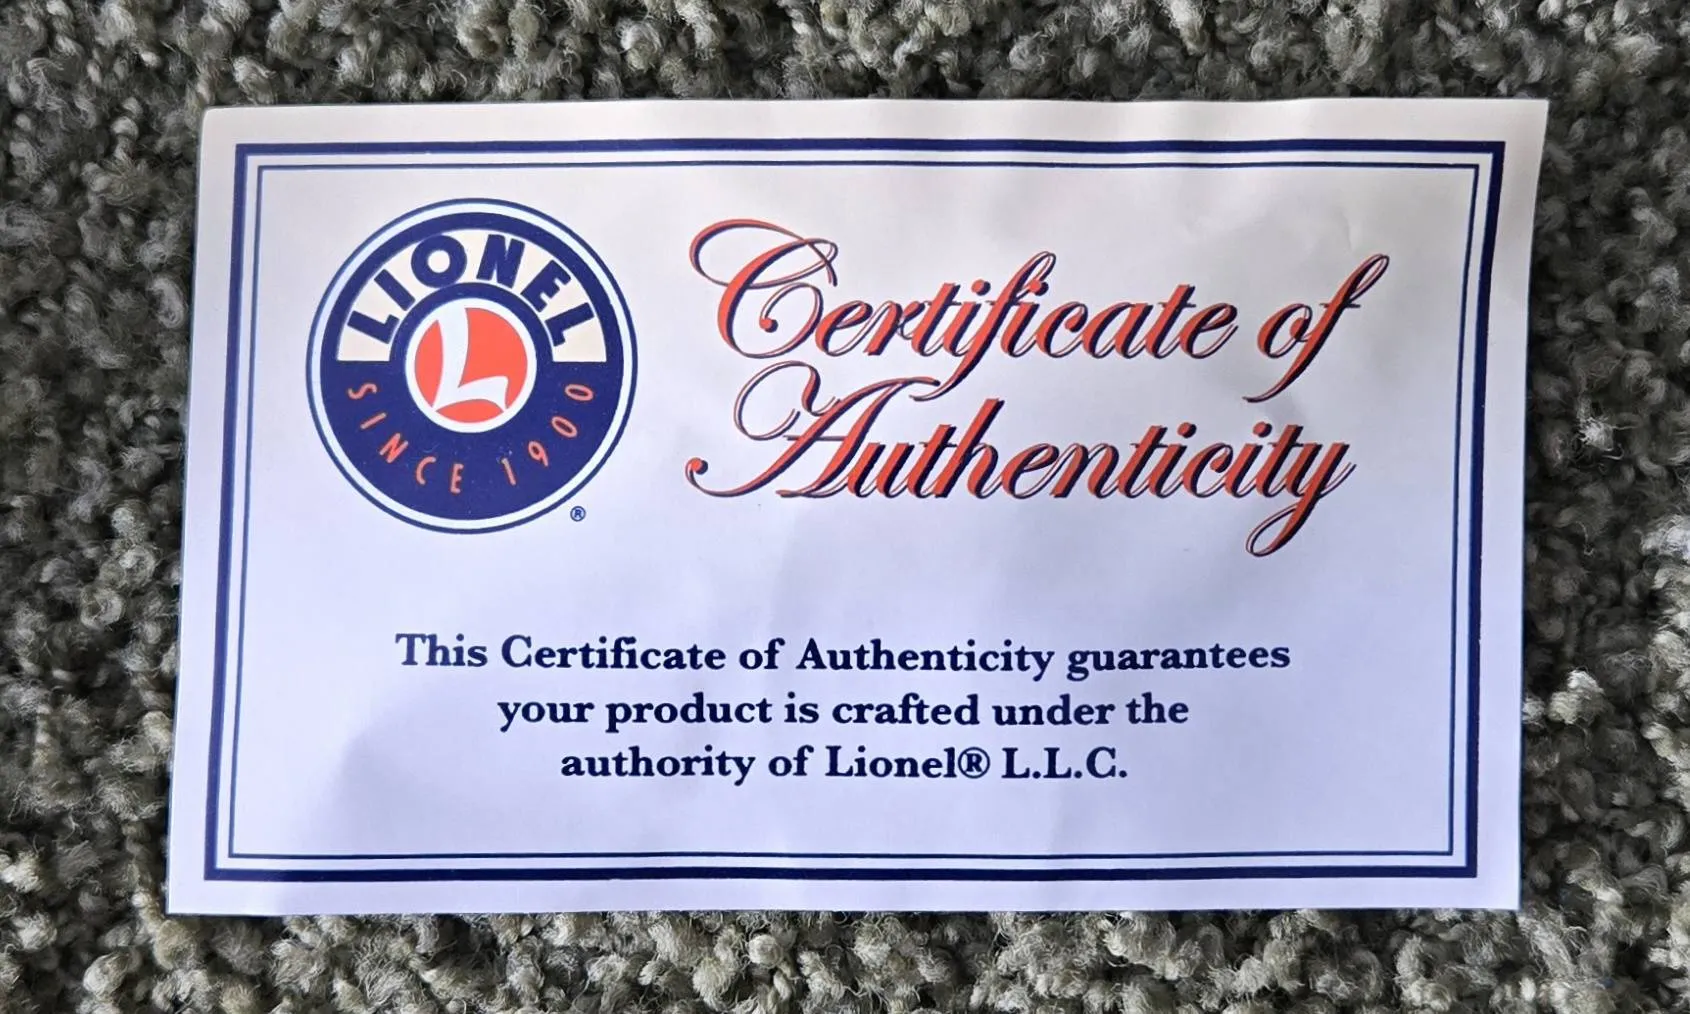 LIONEL
L
SINCE 1900
®
Certificate of
Authenticity
This Certificate of Authenticity guarantees
your product is crafted under the
authority of Lionel® L.L.C.